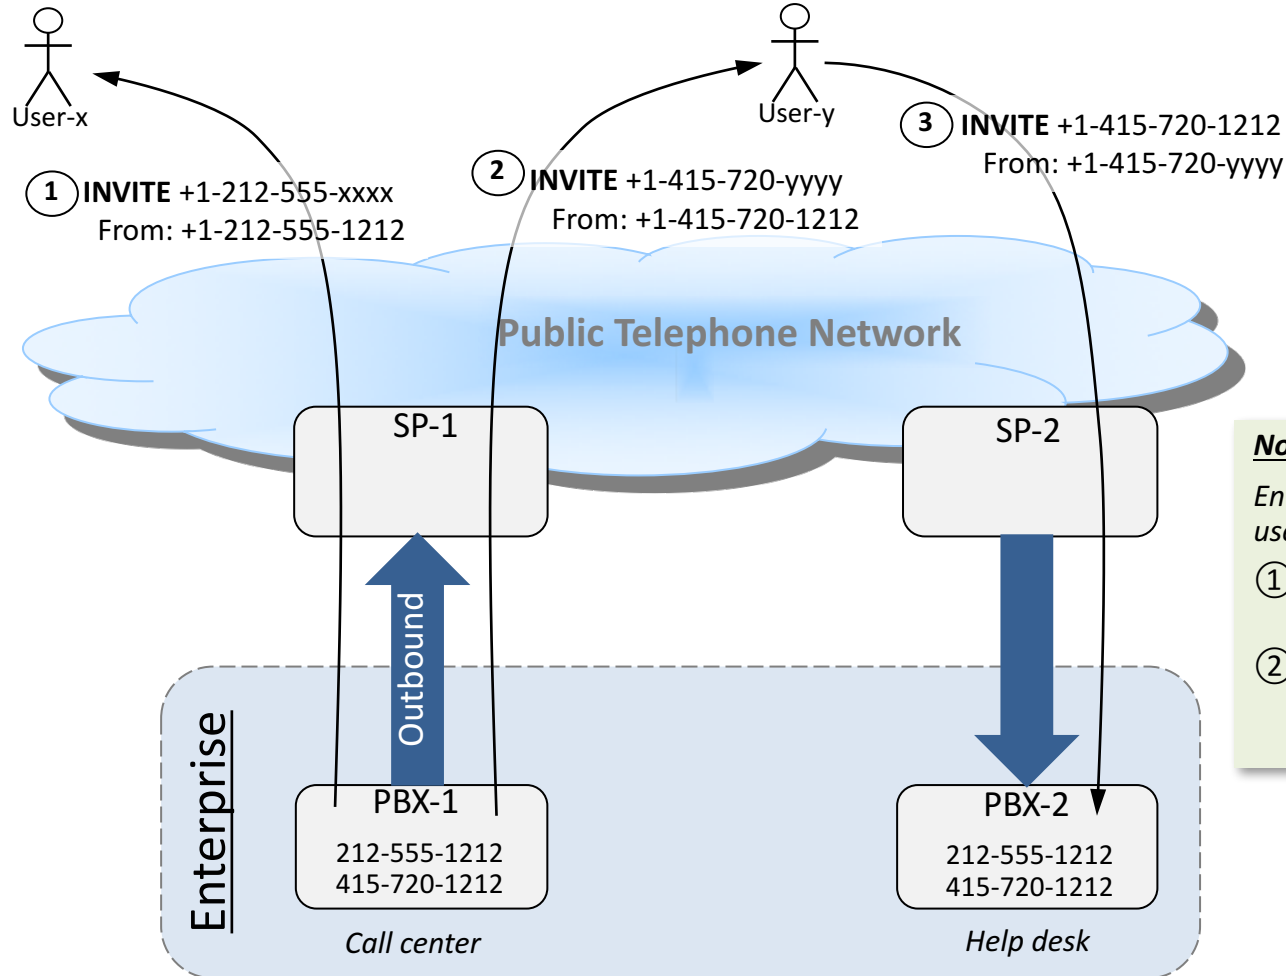 User-x
User-y
1 INVITE +1-212-555-xxxx
From: +1-212-555-1212
2 INVITE +1-415-720-yyyy
From: +1-415-720-1212
3 INVITE +1-415-720-1212
From: +1-415-720-yyyy
Public Telephone Network
SP-1
SP-2
1
2
Outbound
Enterprise
PBX-1
212-555-1212
415-720-1212
Call center
PBX-2
212-555-1212
415-720-1212
Help desk